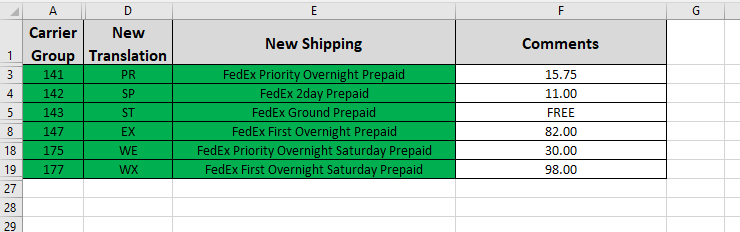 A D E F G
1 Carrier Group New Translation New Shipping Comments
3 141 PR FedEx Priority Overnight Prepaid 15.75
4 142 SP FedEx 2day Prepaid 11.00
5 143 ST FedEx Ground Prepaid FREE
8 147 EX FedEx First Overnight Prepaid 82.00
18 175 WE FedEx Priority Overnight Saturday Prepaid 30.00
19 177 WX FedEx First Overnight Saturday Prepaid 98.00
27
28
29